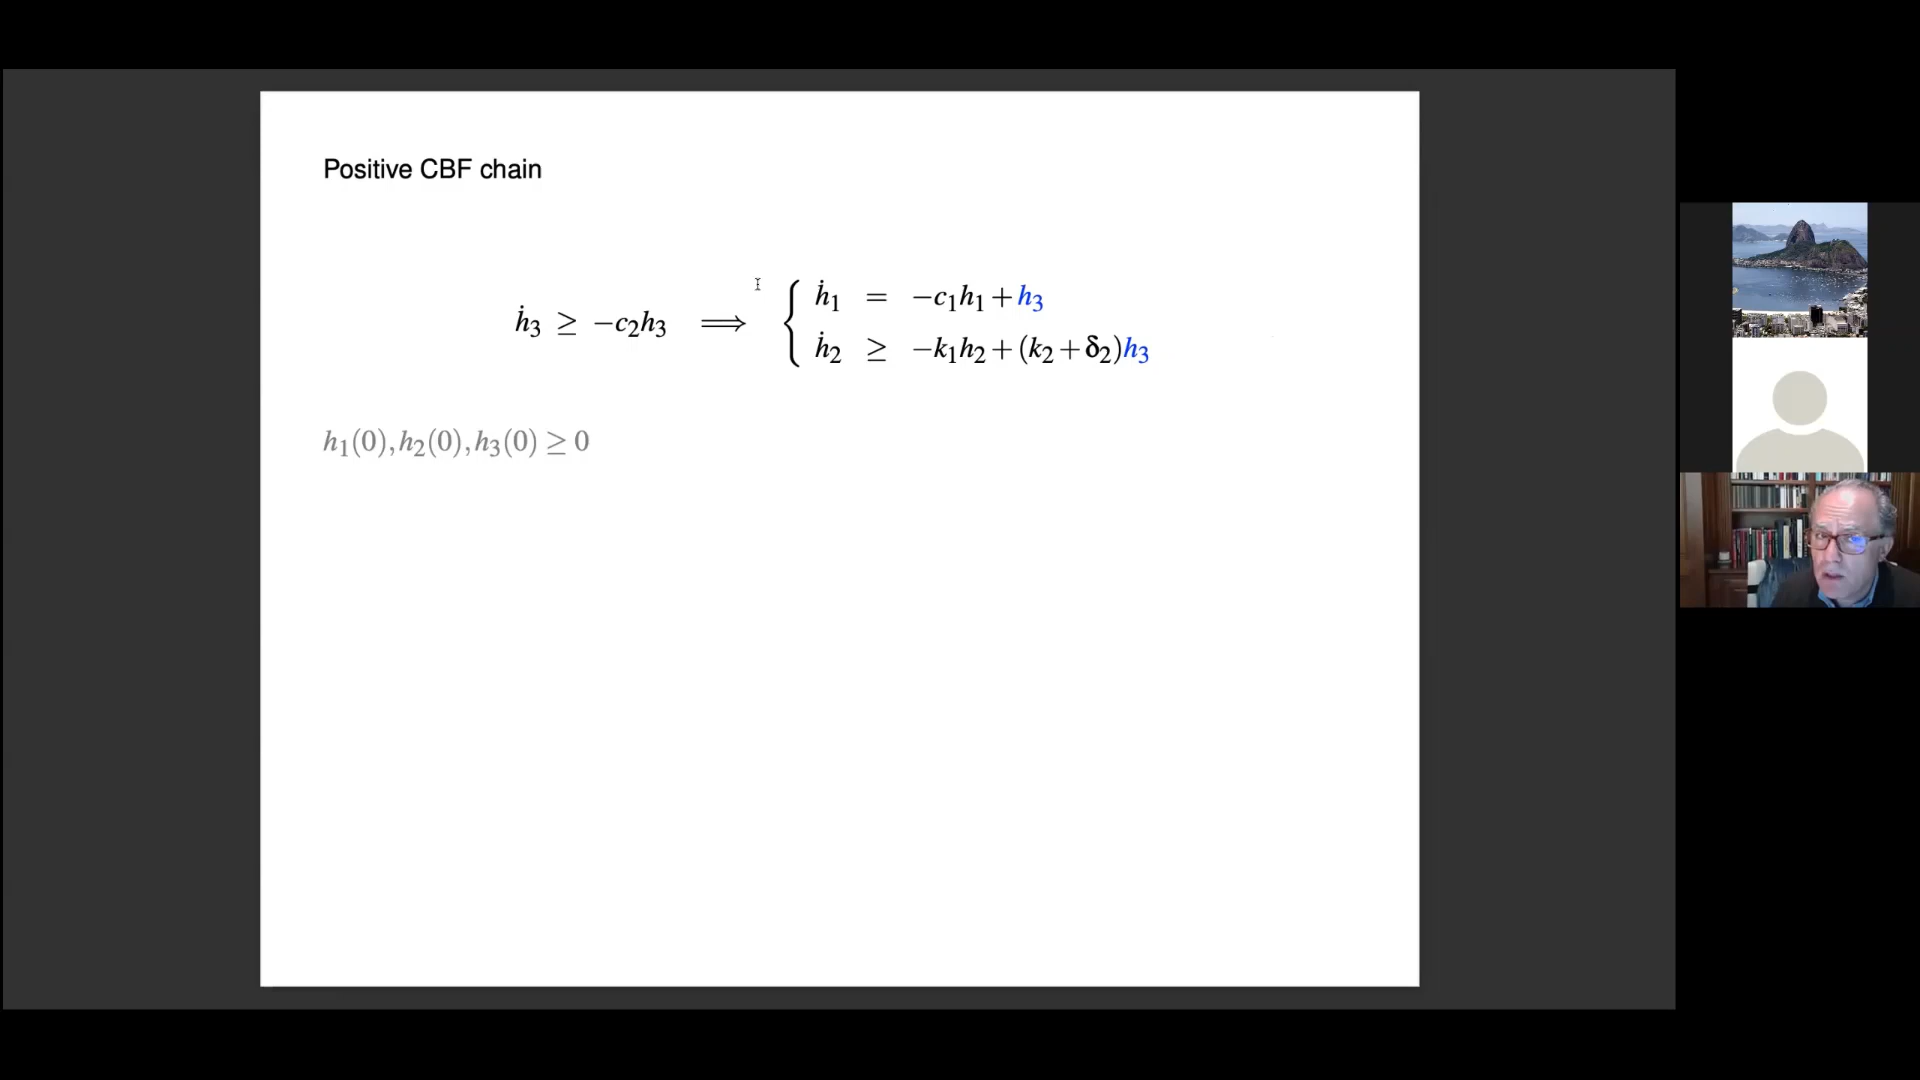 Positive CBF chain
ḣ₃ ≥ −c₂h₃ ⟹ { ḣ₁ = −c₁h₁ + h₃
ḣ₂ ≥ −k₁h₂ + (k₂ + δ₂)h₃
h₁(0), h₂(0), h₃(0) ≥ 0